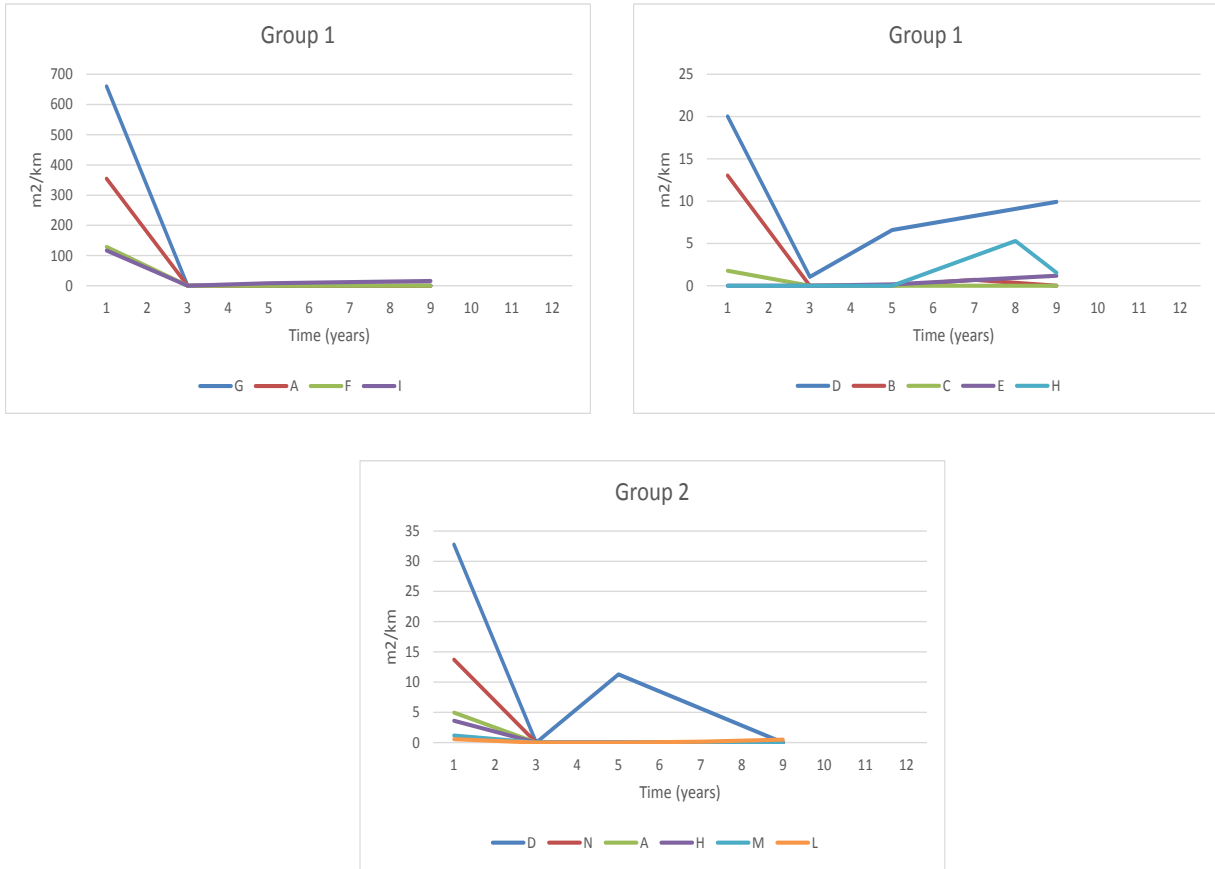 Group 1
700
600
500
400
300
200
100
0
m2/km
1 2 3 4 5 6 7 8 9 10 11 12
Time (years)
G A F I
Group 1
25
20
15
10
5
0
m2/km
1 2 3 4 5 6 7 8 9 10 11 12
Time (years)
D B C E H
Group 2
35
30
25
20
15
10
5
0
m2/km
1 2 3 4 5 6 7 8 9 10 11 12
Time (years)
D N A H M L